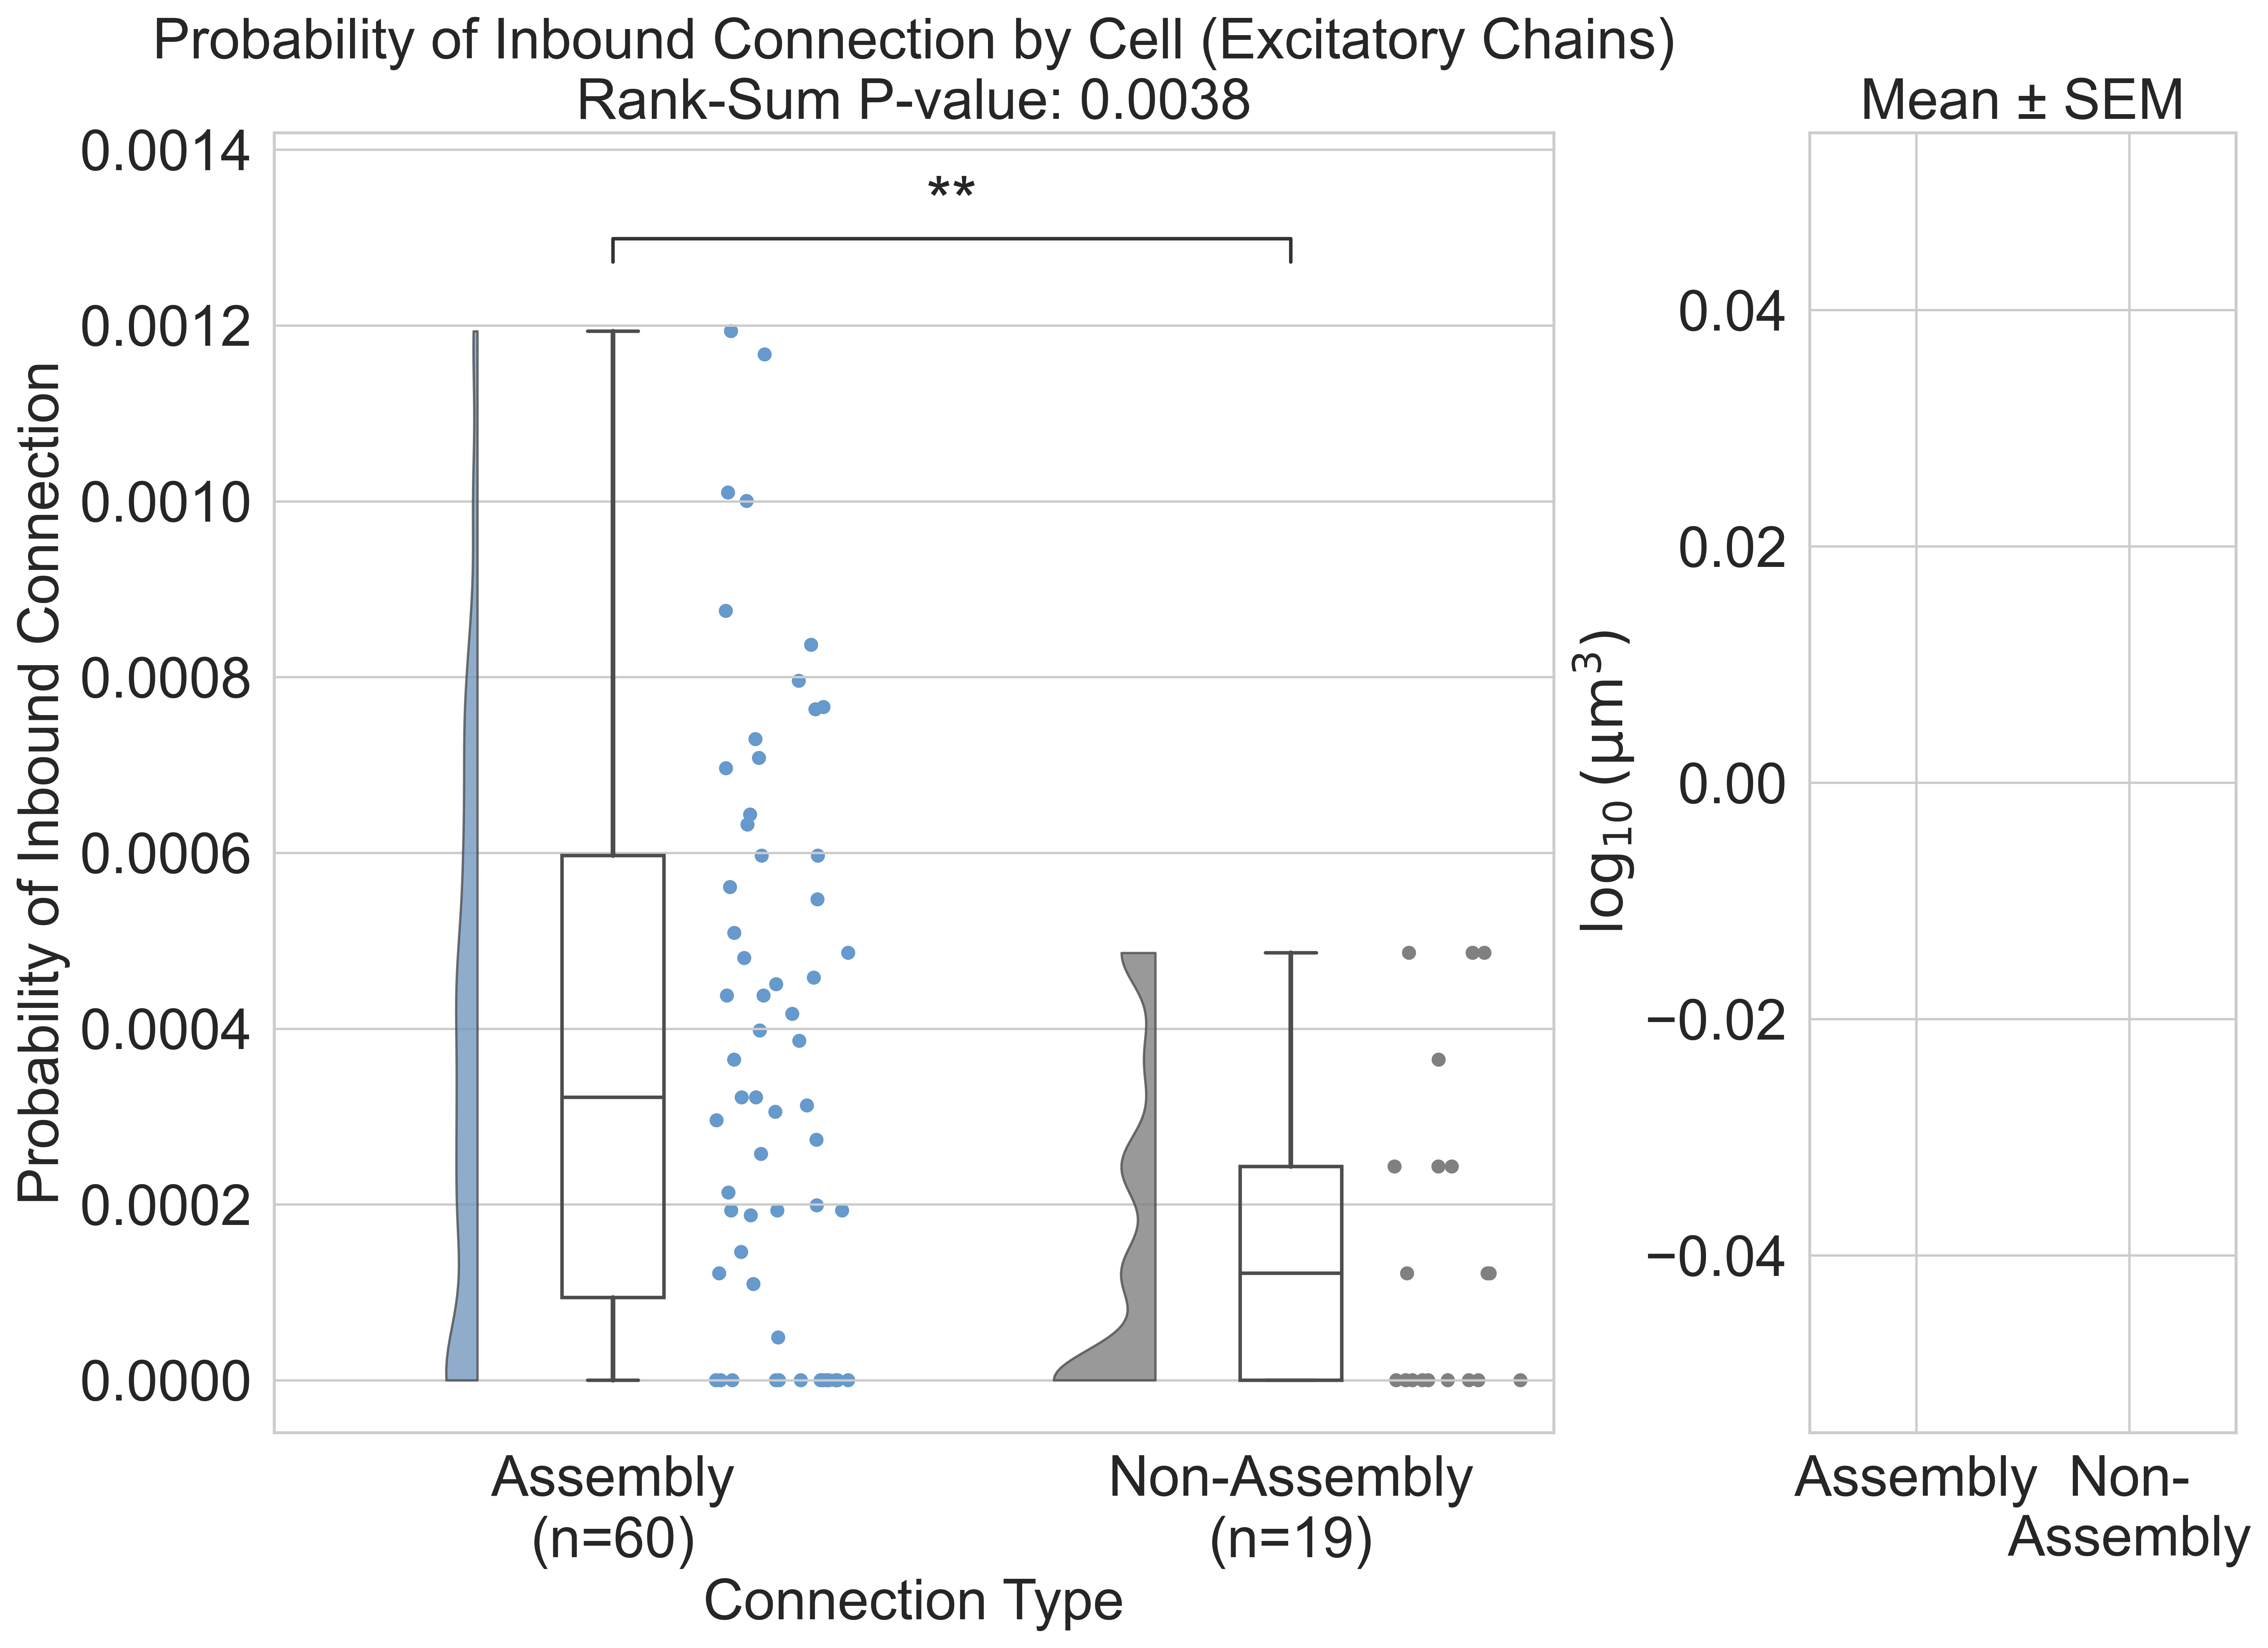 Probability of Inbound Connection by Cell (Excitatory Chains)
Rank-Sum P-value: 0.0038
Mean ± SEM
Probability of Inbound Connection
0.0014
0.0012
0.0010
0.0008
0.0006
0.0004
0.0002
0.0000
**
Assembly
(n=60)
Non-Assembly
(n=19)
Connection Type
log₁₀(μm³)
0.04
0.02
0.00
−0.02
−0.04
Assembly
Non-
Assembly